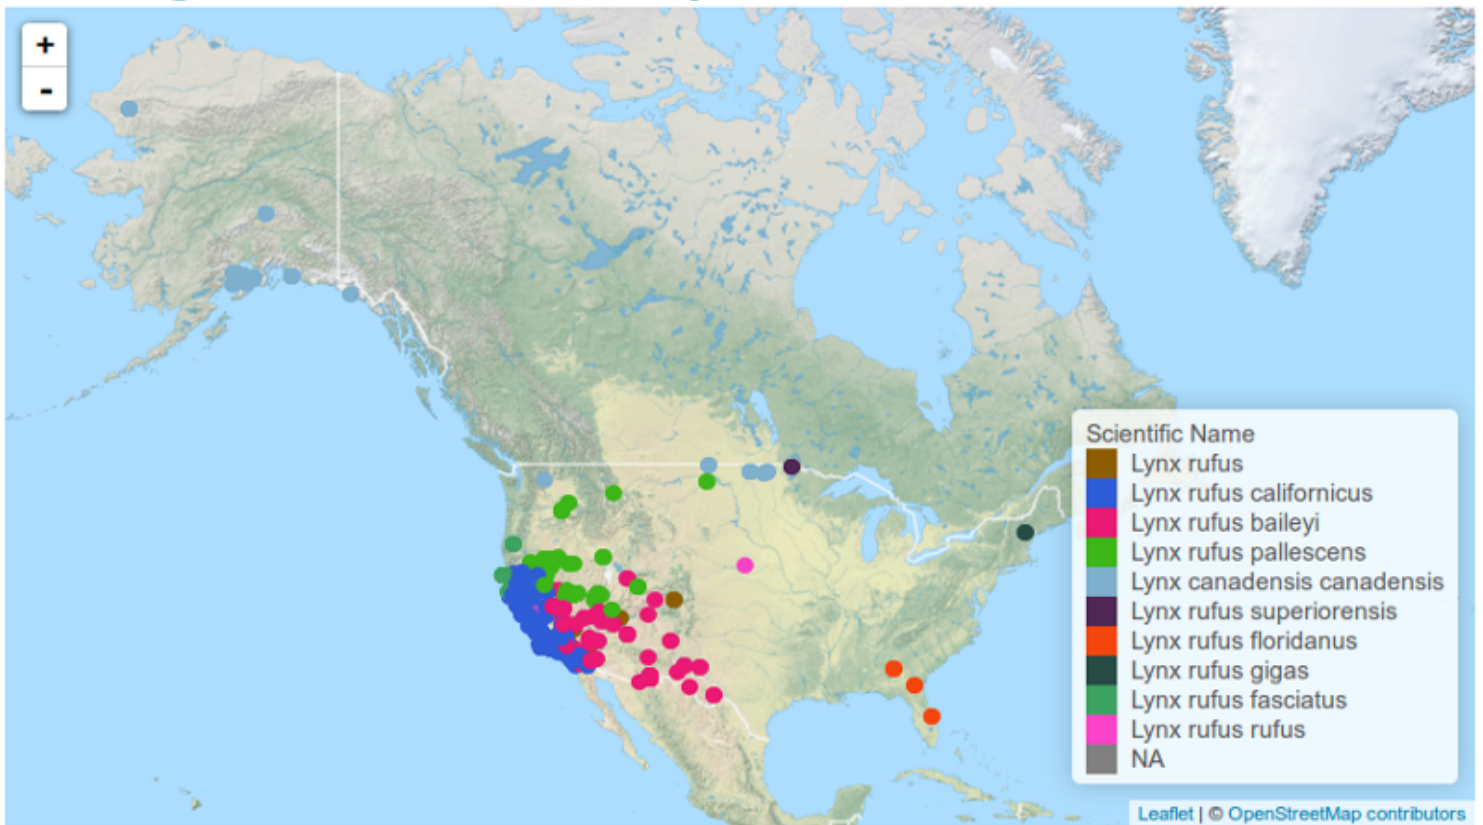 +
-
Scientific Name
Lynx rufus
Lynx rufus californicus
Lynx rufus baileyi
Lynx rufus pallescens
Lynx canadensis canadensis
Lynx rufus superiorensis
Lynx rufus floridanus
Lynx rufus gigas
Lynx rufus fasciatus
Lynx rufus rufus
NA
Leaflet | © OpenStreetMap contributors